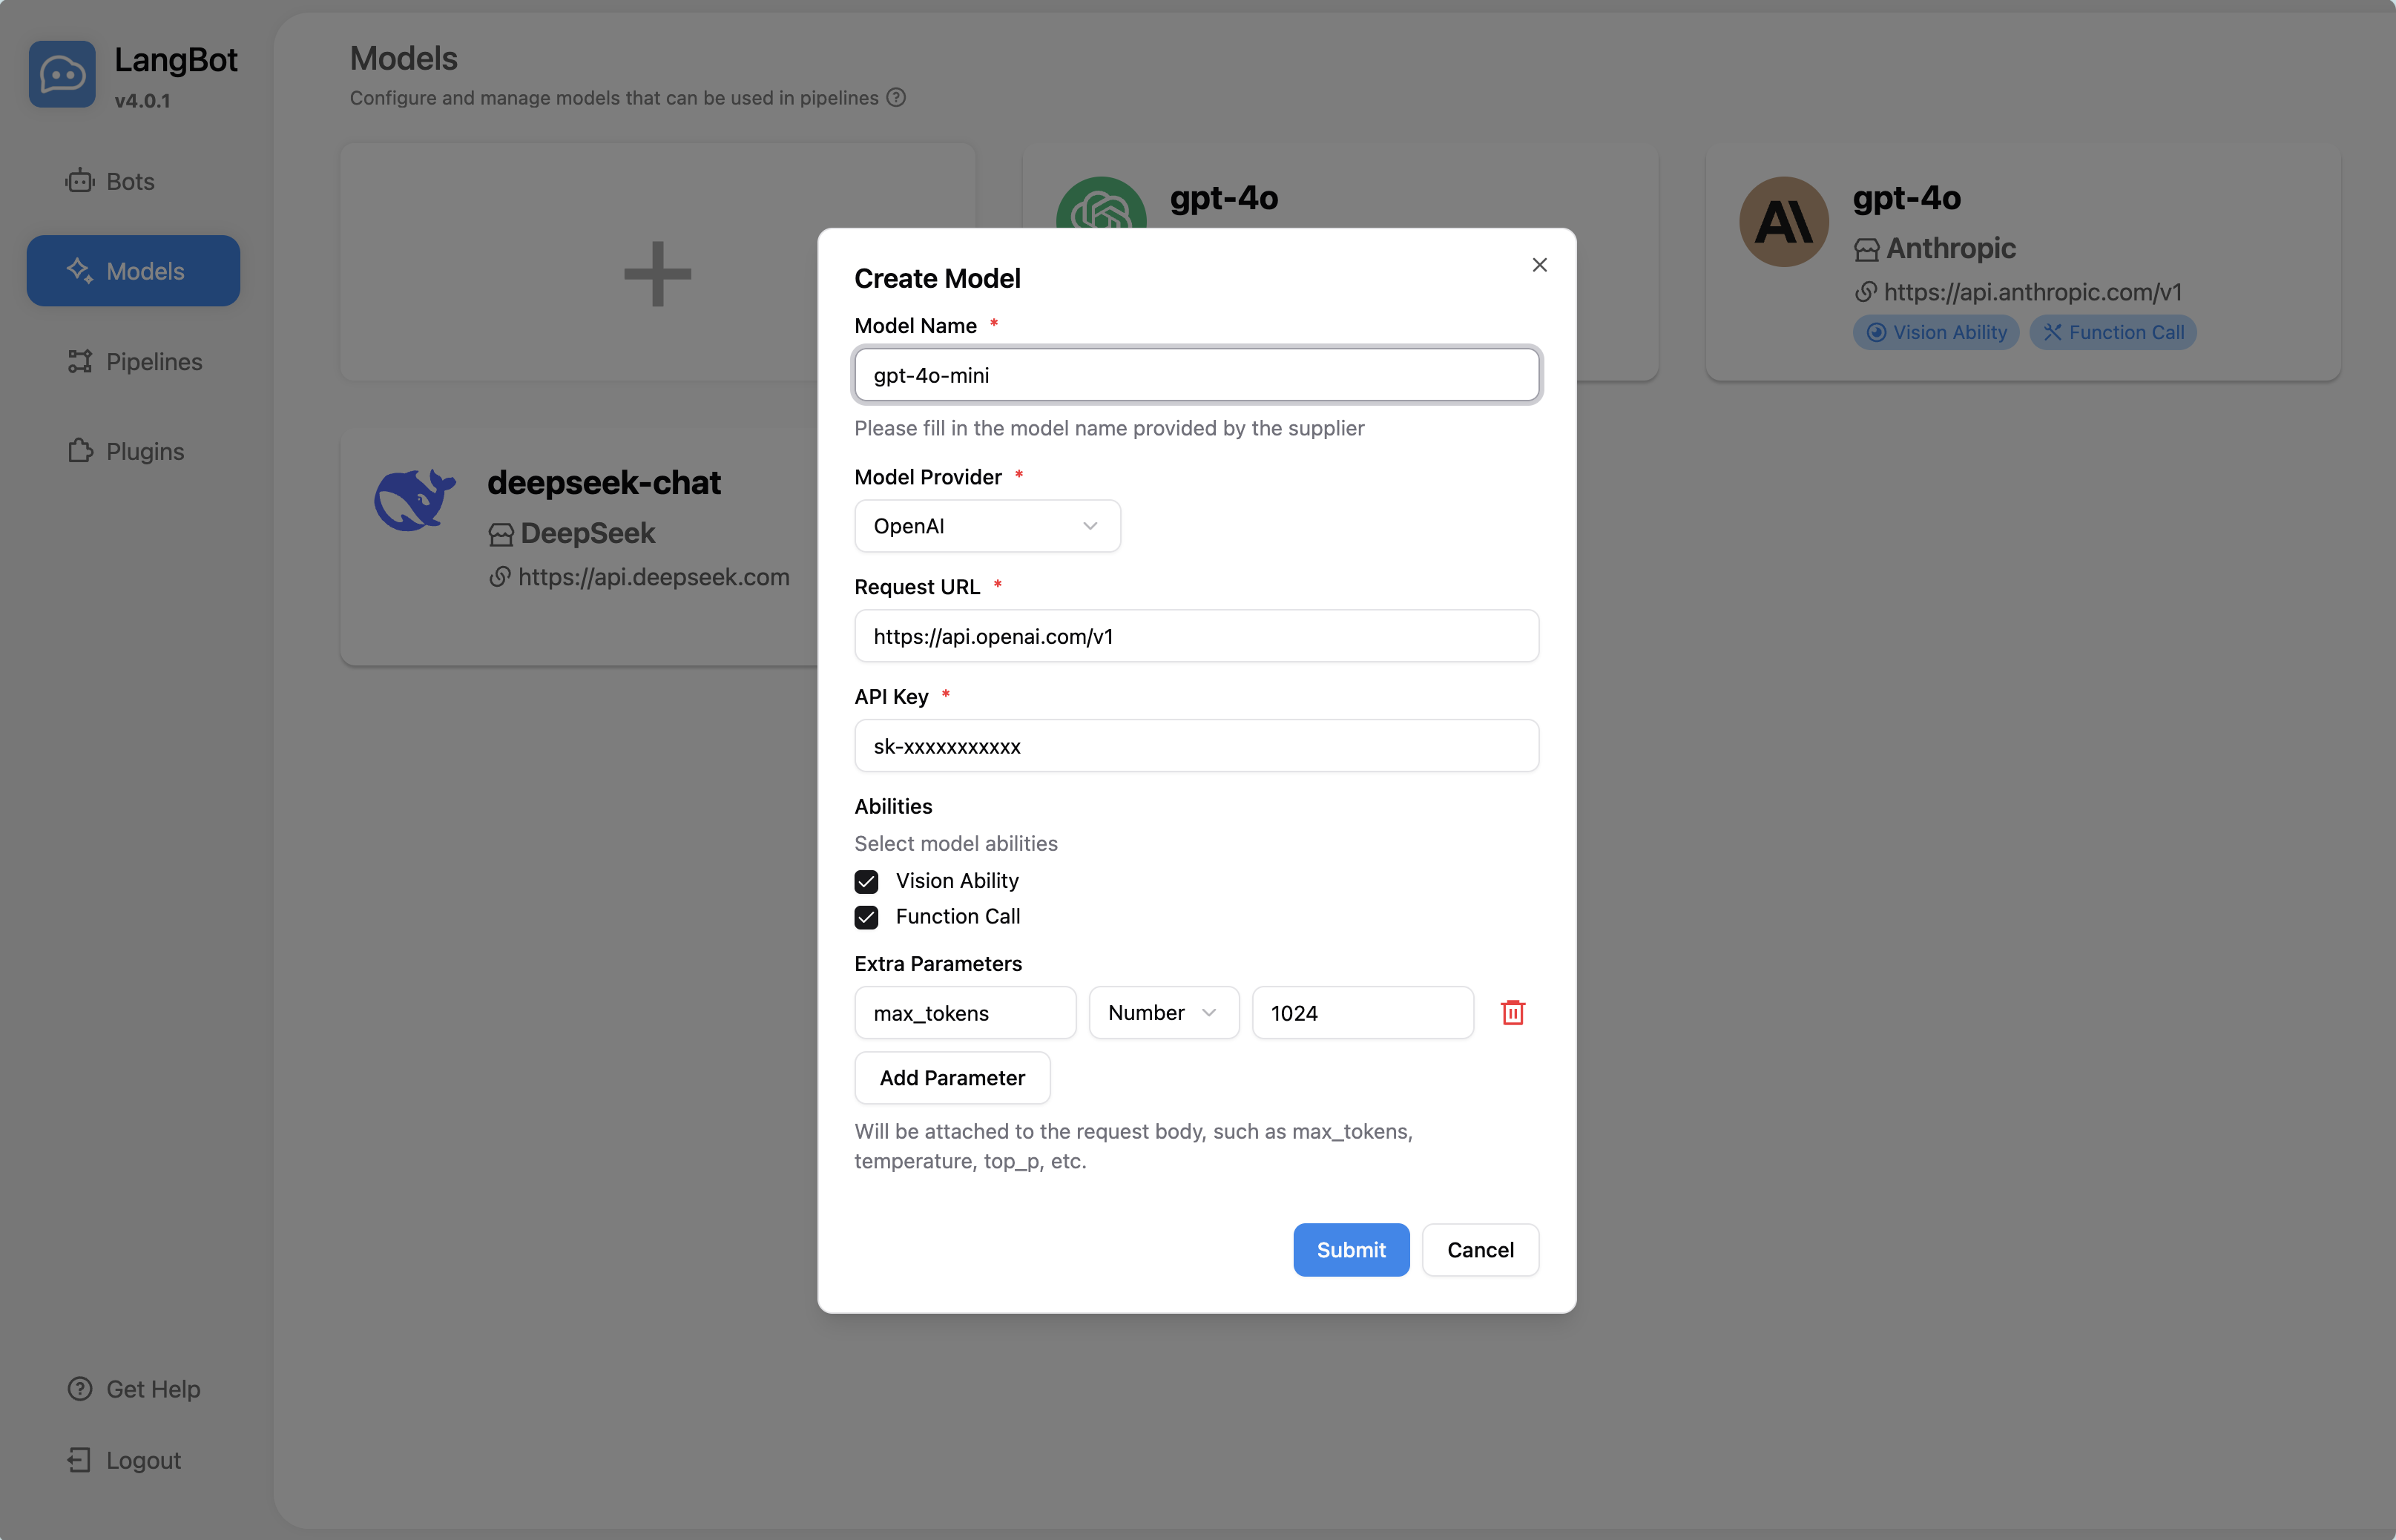 LangBot
v4.0.1
Bots
Models
Pipelines
Plugins
Get Help
Logout
Models
Configure and manage models that can be used in pipelines
gpt-4o
gpt-4o
Anthropic
https://api.anthropic.com/v1
Vision Ability
Function Call
deepseek-chat
DeepSeek
https://api.deepseek.com
Create Model
Model Name *
gpt-4o-mini
Please fill in the model name provided by the supplier
Model Provider *
OpenAI
Request URL *
https://api.openai.com/v1
API Key *
sk-xxxxxxxxxxx
Abilities
Select model abilities
Vision Ability
Function Call
Extra Parameters
max_tokens Number 1024
Add Parameter
Will be attached to the request body, such as max_tokens,
temperature, top_p, etc.
Submit Cancel